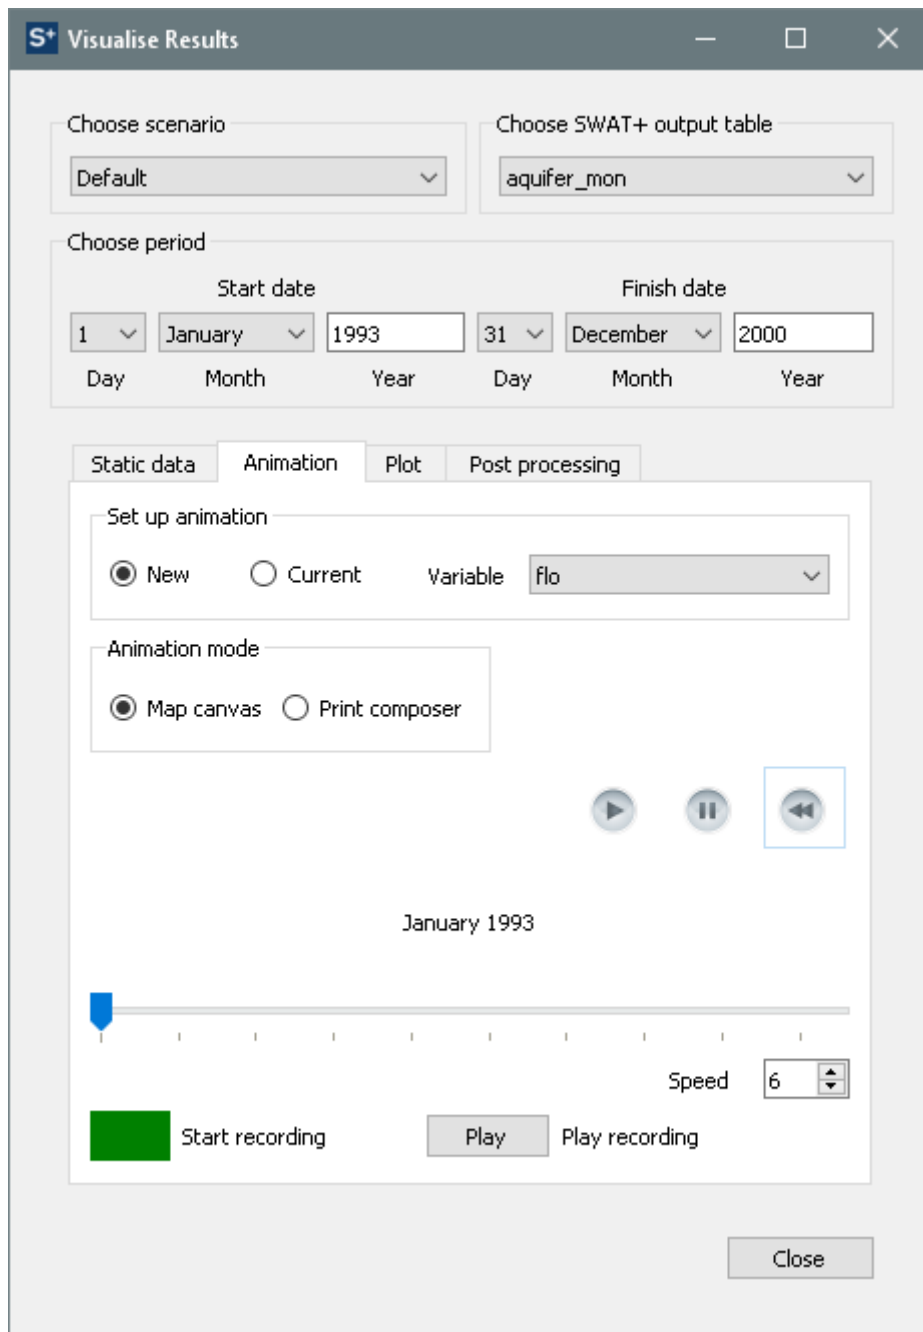 S+ Visualise Results
Choose scenario
Choose SWAT+ output table
Default
aquifer_mon
Choose period
Start date
Finish date
1 January 1993 31 December 2000
Day Month Year Day Month Year
Static data Animation Plot Post processing
Set up animation
New Current Variable flo
Animation mode
Map canvas Print composer
January 1993
Speed 6
Start recording Play Play recording
Close